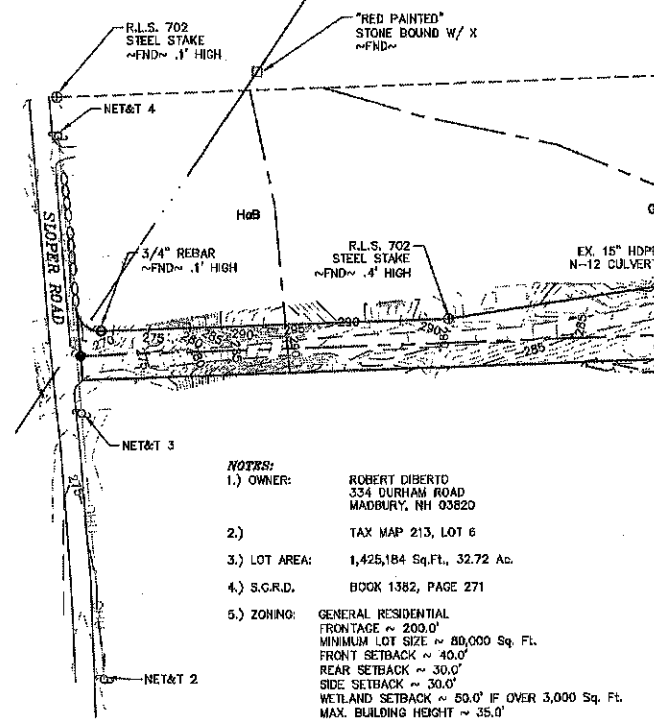 "RED PAINTED"
STONE BOUND W/ X
~FND~
R.L.S. 702
STEEL STAKE
~FND~ .1' HIGH
NET&T 4
SLOPER ROAD
HaB
3/4" REBAR
~FND~ .1' HIGH
R.L.S. 702
STEEL STAKE
~FND~ .4' HIGH
EX. 15" HDPE
N-12 CULVERT
270
275
280
285
290
295
290
290
285
285
285
NET&T 3
NOTES:
1.) OWNER: ROBERT DIBERTO
334 DURHAM ROAD
MADBURY, NH 03820
2.) TAX MAP 213, LOT 6
3.) LOT AREA: 1,425,184 Sq.Ft., 32.72 Ac.
4.) S.C.R.D. BOOK 1382, PAGE 271
5.) ZONING: GENERAL RESIDENTIAL
FRONTAGE ~ 200.0'
MINIMUM LOT SIZE ~ 80,000 Sq. Ft.
FRONT SETBACK ~ 40.0'
REAR SETBACK ~ 30.0'
SIDE SETBACK ~ 30.0'
WETLAND SETBACK ~ 50.0' IF OVER 3,000 Sq. Ft.
MAX. BUILDING HEIGHT ~ 35.0'
NET&T 2